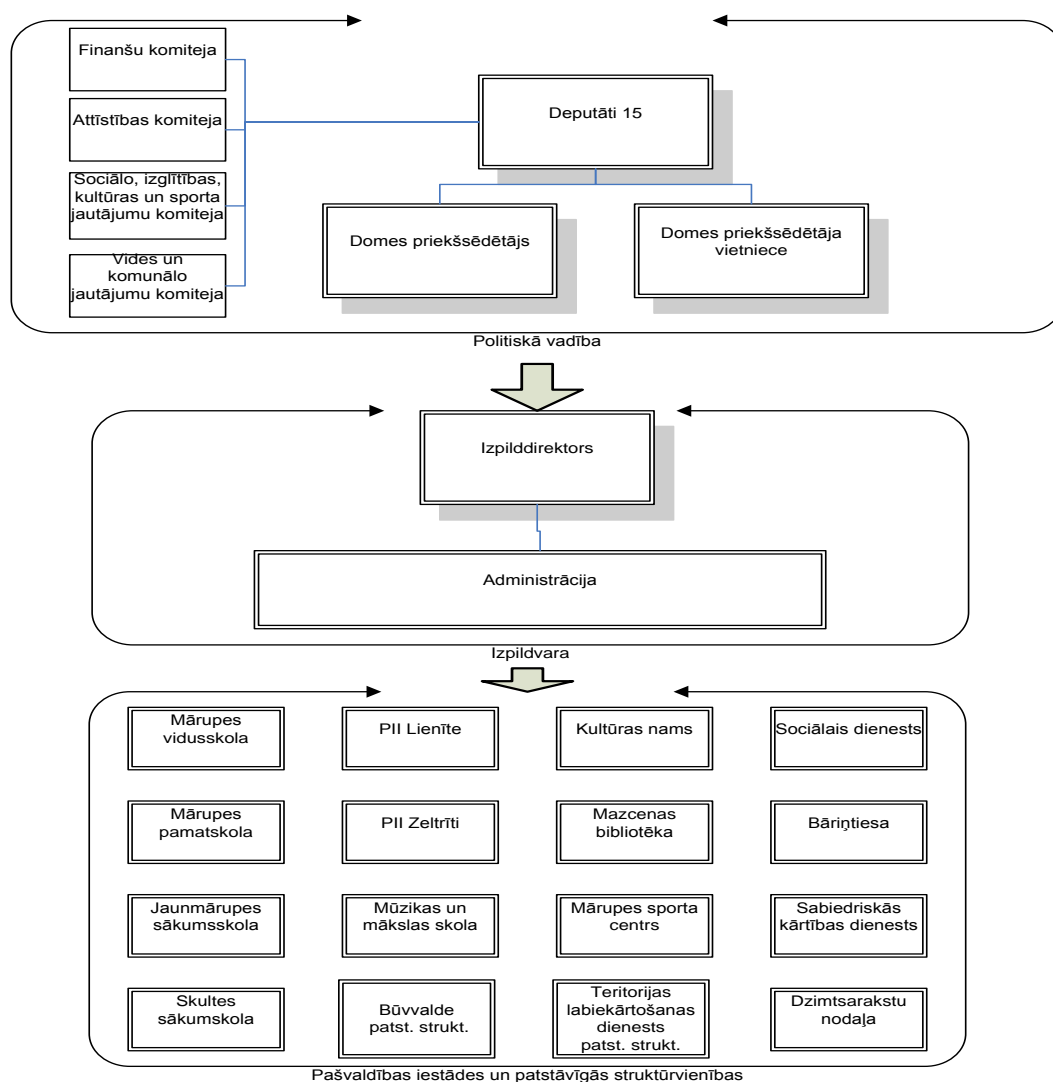 Finanšu komiteja
Attīstības komiteja
Sociālo, izglītības,
kultūras un sporta
jautājumu komiteja
Vides un
komunālo
jautājumu komiteja
Deputāti 15
Domes priekšsēdētājs
Domes priekšsēdētāja
vietniece
Politiskā vadība
Izpilddirektors
Administrācija
Izpildvara
Mārupes
vidusskola
PII Lienīte
Kultūras nams
Sociālais dienests
Mārupes
pamatskola
PII Zeltrīti
Mazcenas
bibliotēka
Bāriņtiesa
Jaunmārupes
sākumsskola
Mūzikas un
mākslas skola
Mārupes sporta
centrs
Sabiedriskās
kārtības dienests
Skultes
sākumskola
Būvvalde
patst. strukt.
Teritorijas
labiekārtošanas
dienests
patst. strukt.
Dzimtsarakstu
nodaļa
Pašvaldības iestādes un patstāvīgās struktūrvienības